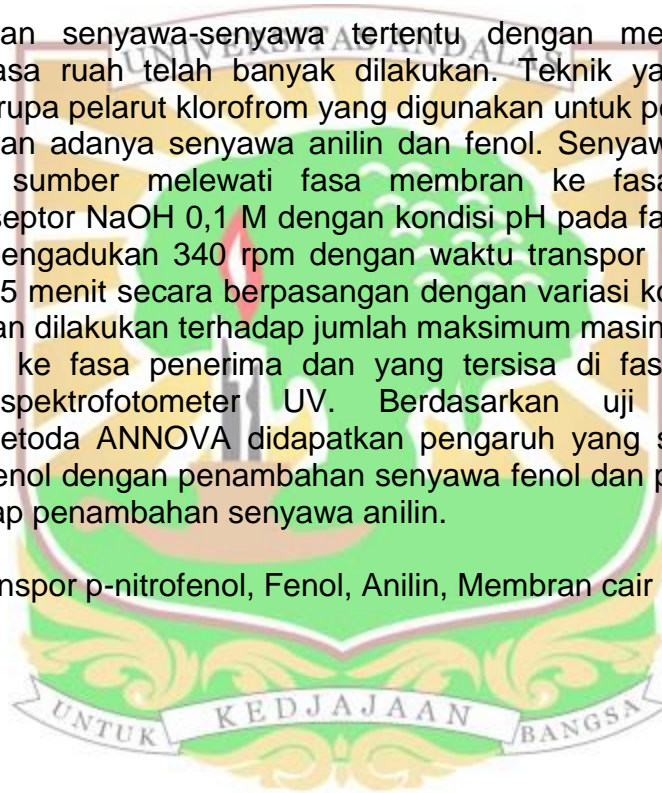 an senyawa-senyawa tertentu dengan me
UNIVERSITAS ANDALAS
asa ruah telah banyak dilakukan. Teknik ya
rupa pelarut klorofrom yang digunakan untuk pe
an adanya senyawa anilin dan fenol. Senyaw
sumber melewati fasa membran ke fasa
septor NaOH 0,1 M dengan kondisi pH pada fa
engadukan 340 rpm dengan waktu transpor
5 menit secara berpasangan dengan variasi ko
an dilakukan terhadap jumlah maksimum masin
ke fasa penerima dan yang tersisa di fas
spektrofotometer UV. Berdasarkan uji
etoda ANNOVA didapatkan pengaruh yang s
enol dengan penambahan senyawa fenol dan p
ap penambahan senyawa anilin.
nspor p-nitrofenol, Fenol, Anilin, Membran cair
UNTUK KEDJAJAAN BANGSA